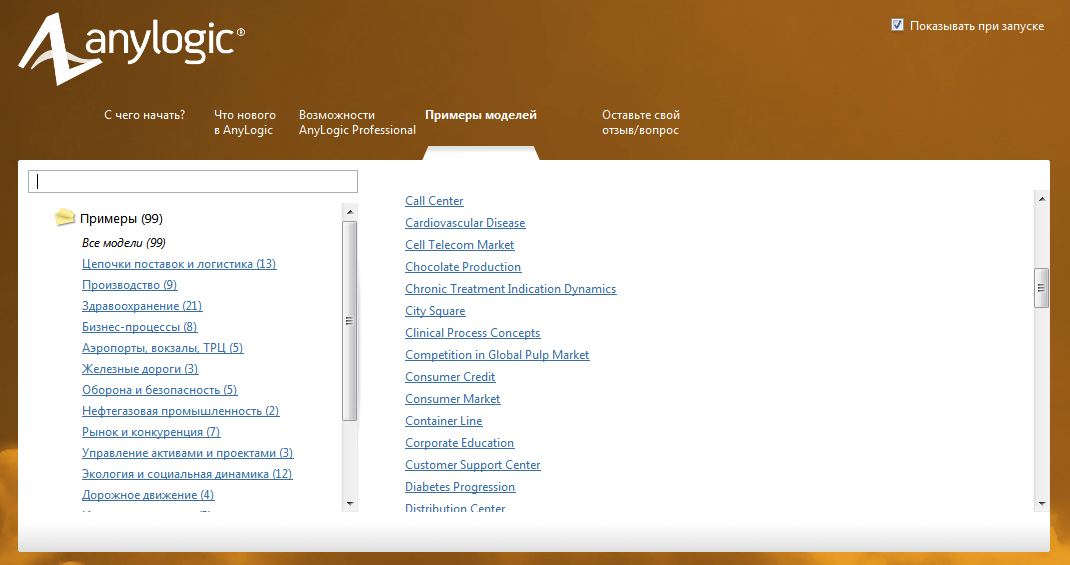 anylogic®
Показывать при запуске
С чего начать?
Что нового
в AnyLogic
Возможности
AnyLogic Professional
Примеры моделей
Оставьте свой
отзыв/вопрос
Примеры (99)
Все модели (99)
Цепочки поставок и логистика (13)
Производство (9)
Здравоохранение (21)
Бизнес-процессы (8)
Аэропорты, вокзалы, ТРЦ (5)
Железные дороги (3)
Оборона и безопасность (5)
Нефтегазовая промышленность (2)
Рынок и конкуренция (7)
Управление активами и проектами (3)
Экология и социальная динамика (12)
Дорожное движение (4)
Call Center
Cardiovascular Disease
Cell Telecom Market
Chocolate Production
Chronic Treatment Indication Dynamics
City Square
Clinical Process Concepts
Competition in Global Pulp Market
Consumer Credit
Consumer Market
Container Line
Corporate Education
Customer Support Center
Diabetes Progression
Distribution Center